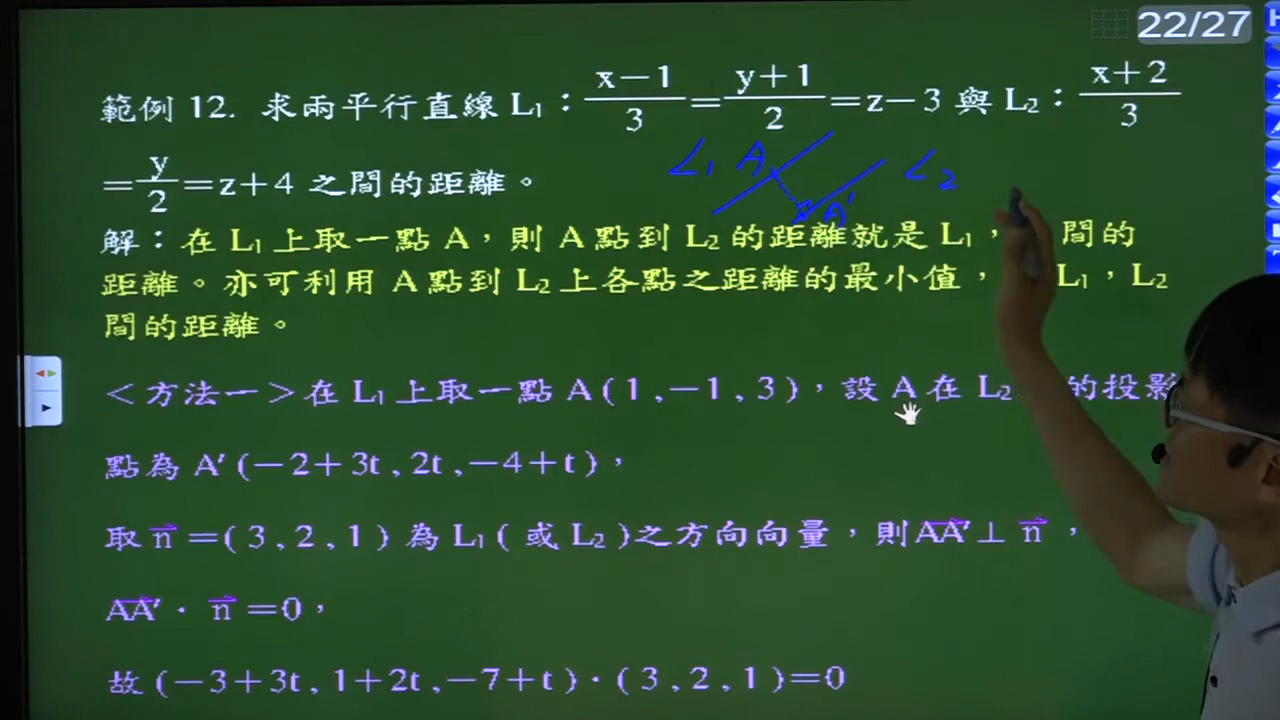 22/27
範例 12. 求兩平行直線 L₁：(x－1)/3＝(y＋1)/2＝z－3 與 L₂：(x＋2)/3
＝y/2＝z＋4 之間的距離。
L₁ A L₂
A′
解：在 L₁ 上取一點 A，則 A 點到 L₂ 的距離就是 L₁， 間的
距離。亦可利用 A 點到 L₂ 上各點之距離的最小值， L₁，L₂
間的距離。
＜方法一＞在 L₁ 上取一點 A(1,－1,3)，設 A 在 L₂ 的投影
點為 A′(－2＋3t,2t,－4＋t)，
取 n⃗＝(3,2,1) 為 L₁(或 L₂)之方向向量，則 AA′⃗⊥n⃗，
AA′⃗·n⃗＝0，
故 (－3＋3t,1＋2t,－7＋t)·(3,2,1)＝0